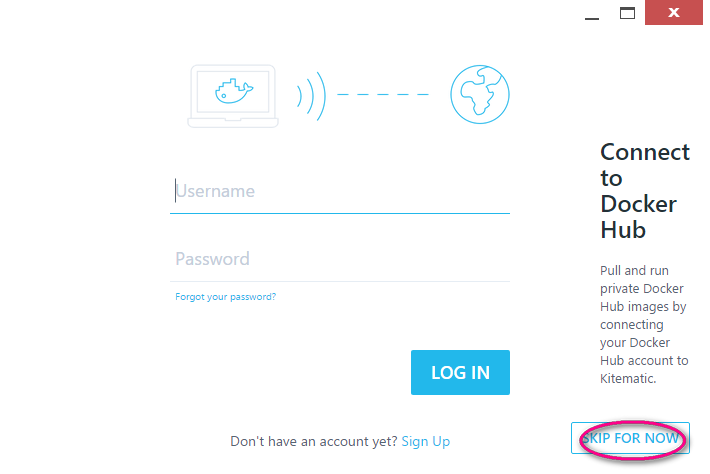 Username
Password
Forgot your password?
LOG IN
Don't have an account yet? Sign Up
Connect
to
Docker
Hub
Pull and run
private Docker
Hub images by
connecting
your Docker
Hub account to
Kitematic.
SKIP FOR NOW